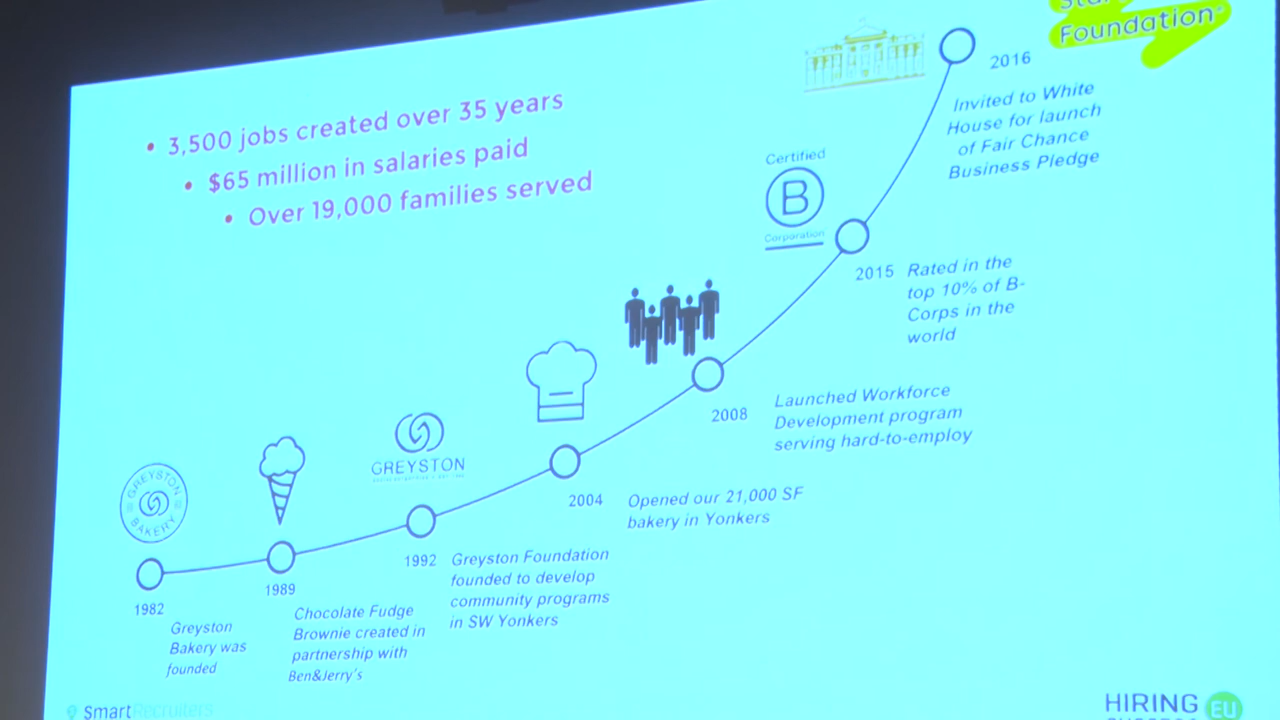 Foundation
• 3,500 jobs created over 35 years
• $65 million in salaries paid
• Over 19,000 families served
2016
Invited to White
House for launch
of Fair Chance
Business Pledge
Certified
B
Corporation
2015
Rated in the
top 10% of B-
Corps in the
world
2008
Launched Workforce
Development program
serving hard-to-employ
2004
Opened our 21,000 SF
bakery in Yonkers
GREYSTON
1992
Greyston Foundation
founded to develop
community programs
in SW Yonkers
1989
Chocolate Fudge
Brownie created in
partnership with
Ben&Jerry's
GREYSTON
BAKERY
1982
Greyston
Bakery was
founded
SmartRecruiters
HIRING EU